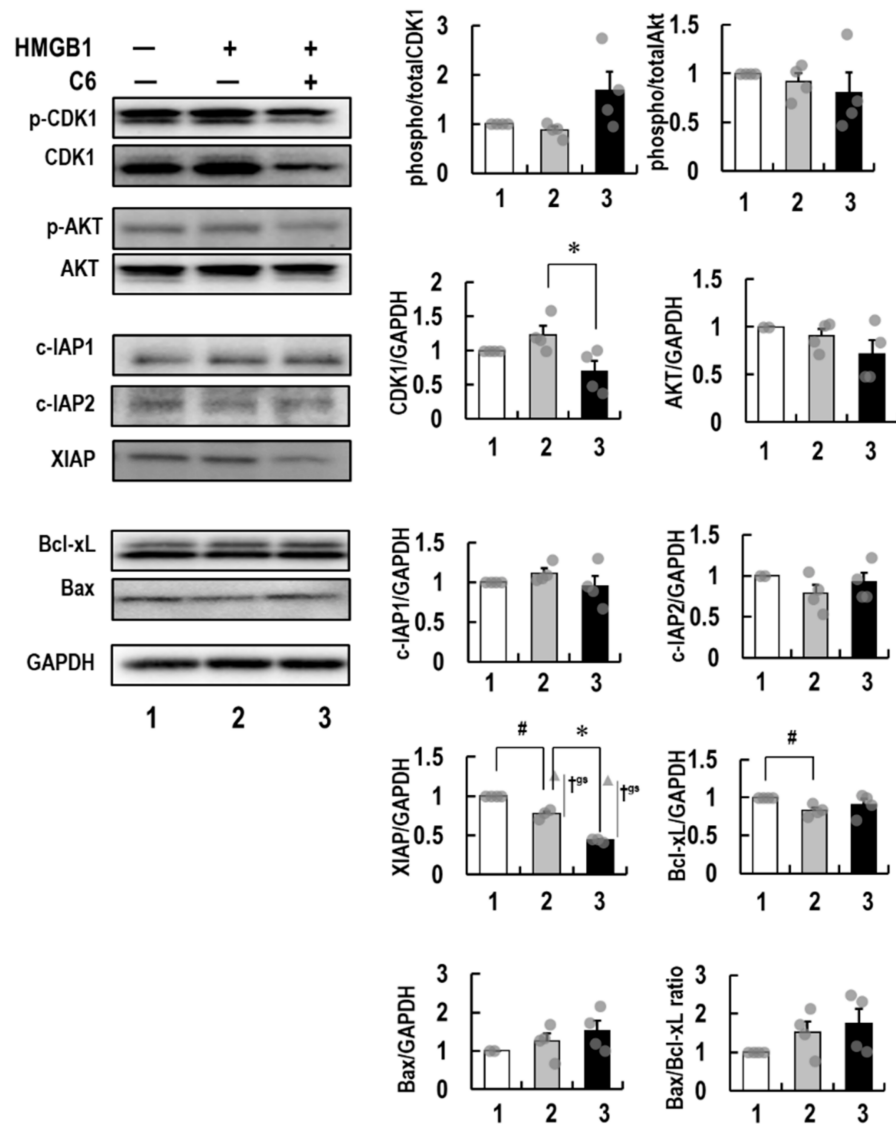 HMGB1 — + +
C6 — — +
p-CDK1
CDK1
p-AKT
AKT
c-IAP1
c-IAP2
XIAP
Bcl-xL
Bax
GAPDH
1 2 3
phospho/totalCDK1
3
2
1
0
1 2 3
phospho/totalAkt
1.5
1
0.5
0
1 2 3
CDK1/GAPDH
2
1.5
1
0.5
0
*
1 2 3
AKT/GAPDH
1.5
1
0.5
0
1 2 3
c-IAP1/GAPDH
1.5
1
0.5
0
1 2 3
c-IAP2/GAPDH
1.5
1
0.5
0
1 2 3
XIAP/GAPDH
1.5
1
0.5
0
# *
†gs †gs
1 2 3
Bcl-xL/GAPDH
1.5
1
0.5
0
#
1 2 3
Bax/GAPDH
3
2
1
0
1 2 3
Bax/Bcl-xL ratio
3
2
1
0
1 2 3